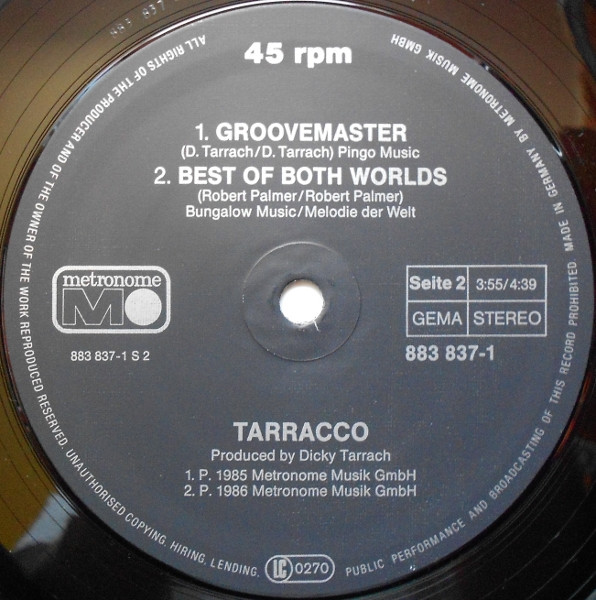 883 837
45 rpm
1. GROOVEMASTER
(D. Tarrach/D. Tarrach) Pingo Music
2. BEST OF BOTH WORLDS
(Robert Palmer/Robert Palmer)
Bungalow Music/Melodie der Welt
metronome
M
883 837-1 S 2
Seite 2 3:55/4:39
GEMA STEREO
883 837-1
TARRACCO
Produced by Dicky Tarrach
1. P. 1985 Metronome Musik GmbH
2. P. 1986 Metronome Musik GmbH
LC 0270
ALL RIGHTS OF THE PRODUCER AND OF THE OWNER OF THE WORK REPRODUCED RESERVED. UNAUTHORISED COPYING, HIRING, LENDING, PUBLIC PERFORMANCE AND BROADCASTING OF THIS RECORD PROHIBITED. MADE IN GERMANY BY METRONOME MUSIK GMBH